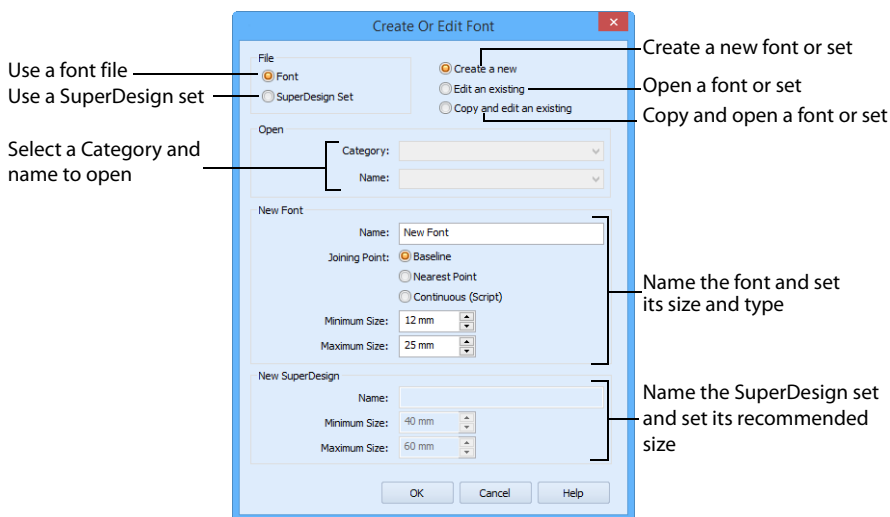 Create Or Edit Font
Use a font file
Use a SuperDesign set
File
Font
SuperDesign Set
Create a new
Edit an existing
Copy and edit an existing
Create a new font or set
Open a font or set
Copy and open a font or set
Select a Category and
name to open
Open
Category:
Name:
New Font
Name: New Font
Joining Point: Baseline
Nearest Point
Continuous (Script)
Minimum Size: 12 mm
Maximum Size: 25 mm
Name the font and set
its size and type
New SuperDesign
Name:
Minimum Size: 40 mm
Maximum Size: 60 mm
Name the SuperDesign set
and set its recommended
size
OK Cancel Help